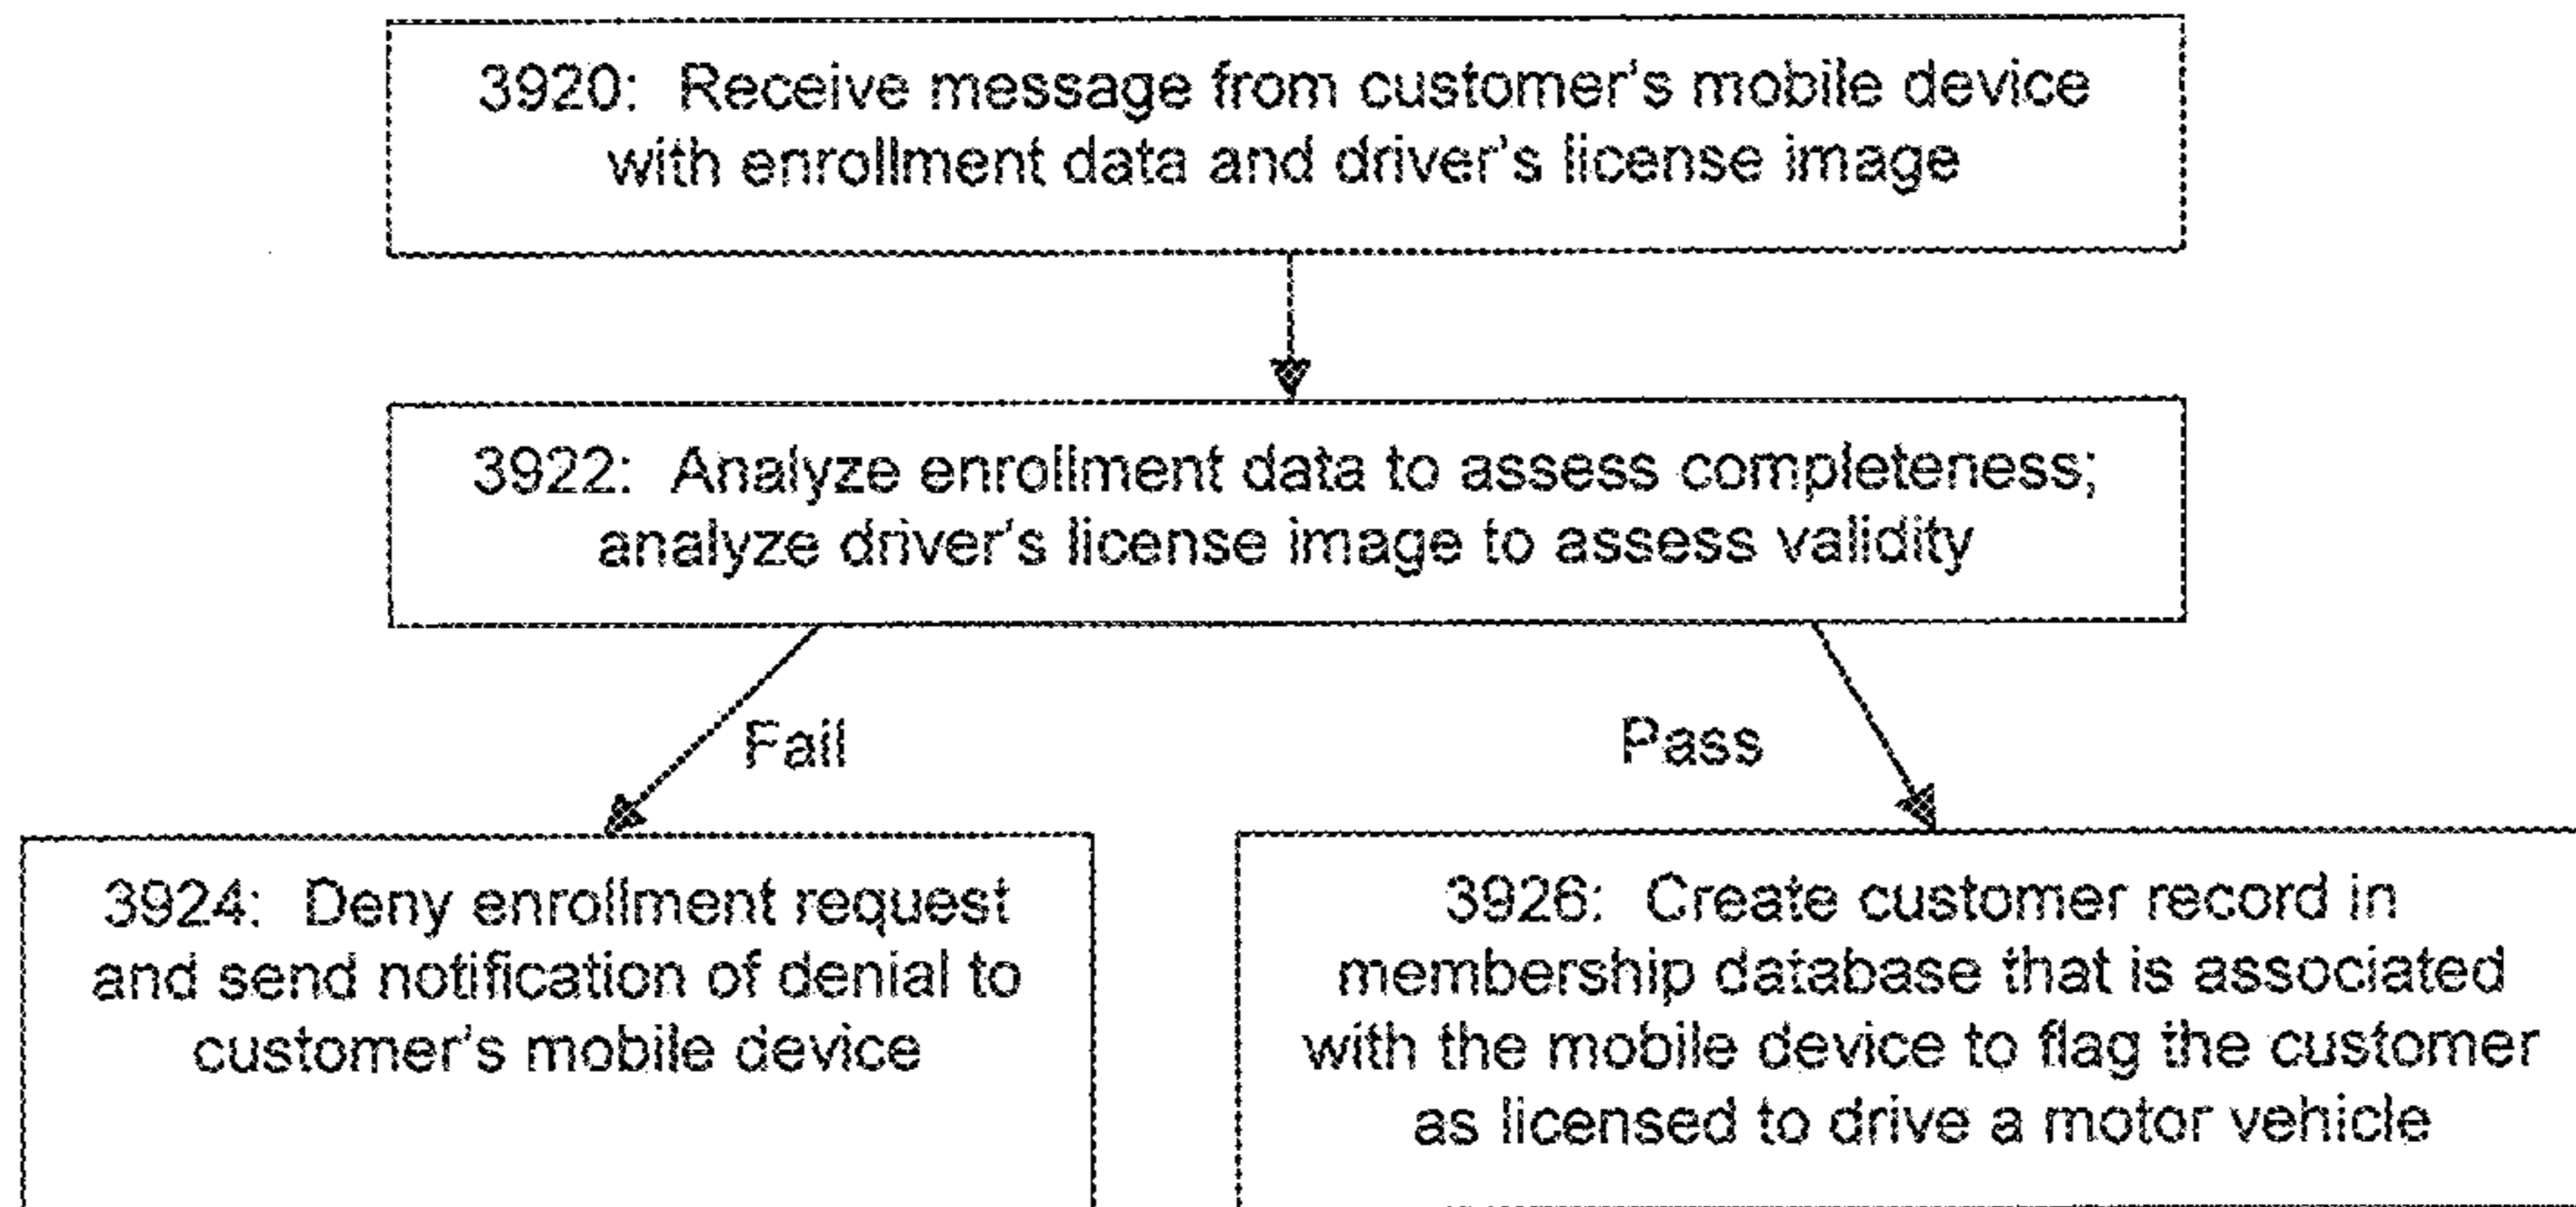 3920: Receive message from customer's mobile device
with enrollment data and driver's license image
3922: Analyze enrollment data to assess completeness;
analyze driver's license image to assess validity
Fail
Pass
3924: Deny enrollment request
and send notification of denial to
customer's mobile device
3926: Create customer record in
membership database that is associated
with the mobile device to flag the customer
as licensed to drive a motor vehicle